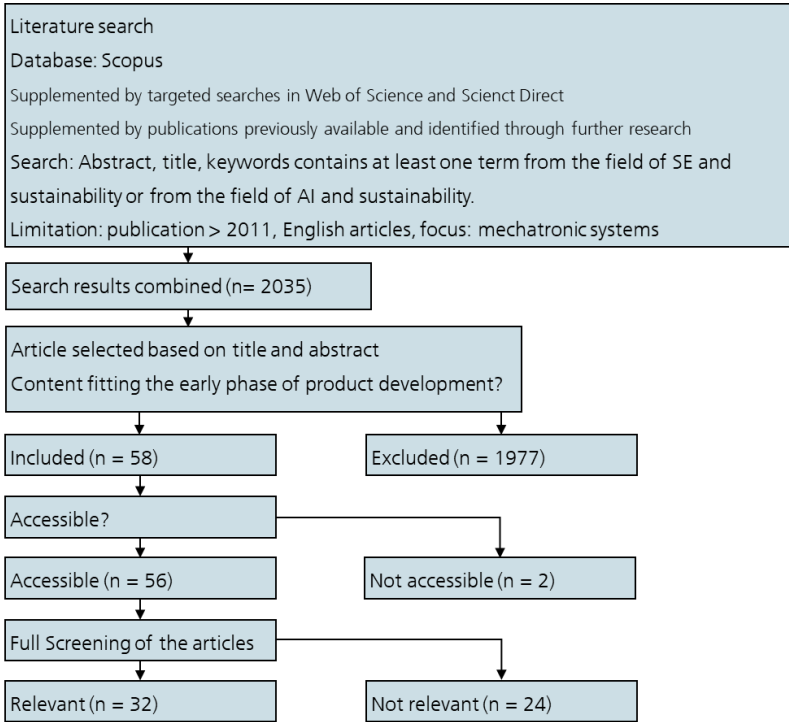 Literature search
Database: Scopus
Supplemented by targeted searches in Web of Science and Scienct Direct
Supplemented by publications previously available and identified through further research
Search: Abstract, title, keywords contains at least one term from the field of SE and
sustainability or from the field of AI and sustainability.
Limitation: publication > 2011, English articles, focus: mechatronic systems
Search results combined (n= 2035)
Article selected based on title and abstract
Content fitting the early phase of product development?
Included (n = 58)
Excluded (n = 1977)
Accessible?
Accessible (n = 56)
Not accessible (n = 2)
Full Screening of the articles
Relevant (n = 32)
Not relevant (n = 24)